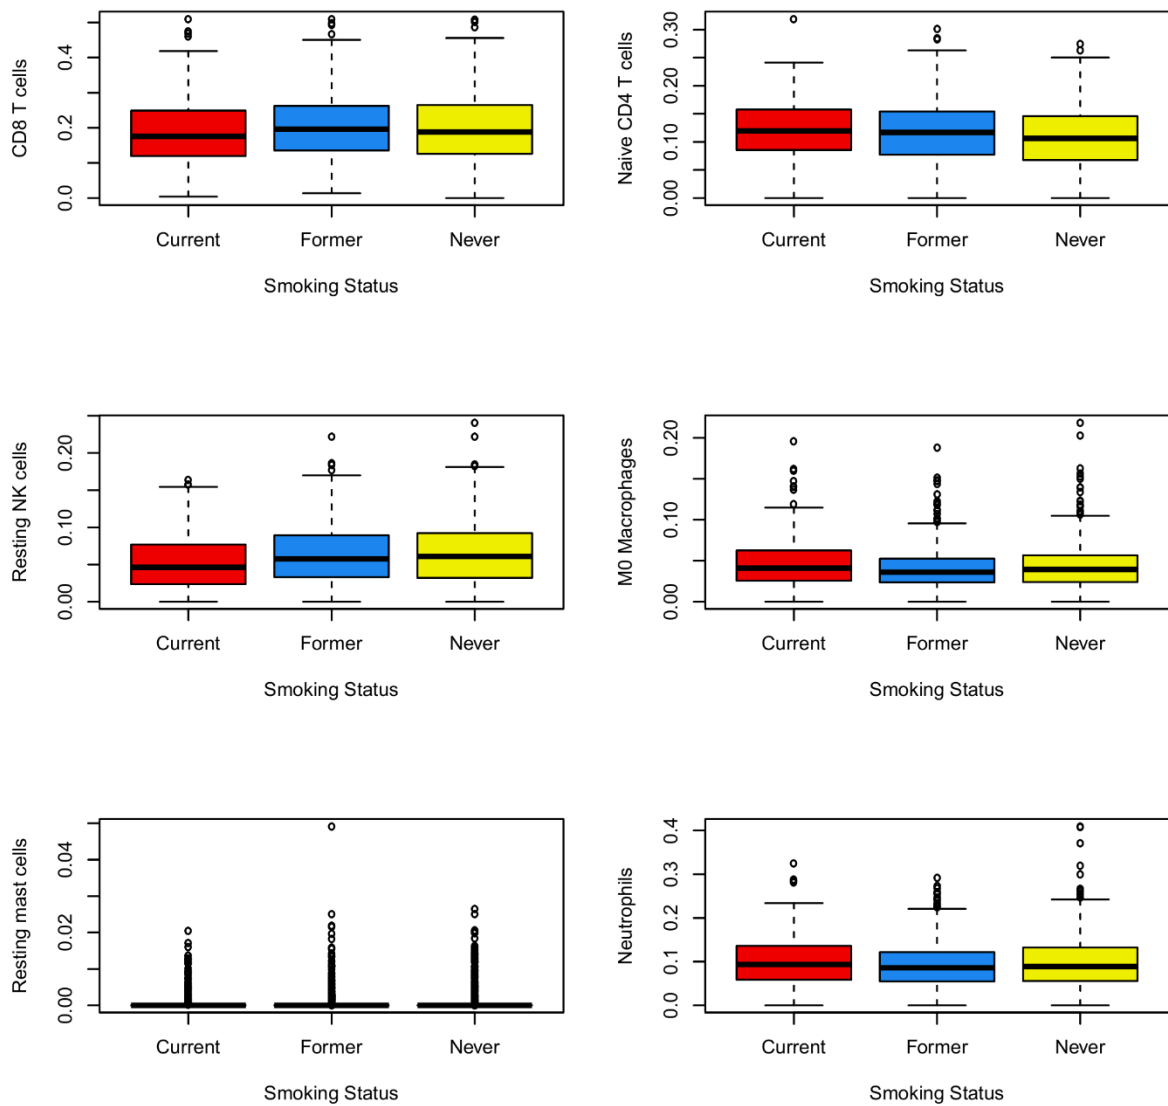 CD8 T cells
0.4
0.2
0.0
Current Former Never
Smoking Status
Naive CD4 T cells
0.30
0.20
0.10
0.00
Current Former Never
Smoking Status
Resting NK cells
0.20
0.10
0.00
Current Former Never
Smoking Status
M0 Macrophages
0.20
0.10
0.00
Current Former Never
Smoking Status
Resting mast cells
0.04
0.02
0.00
Current Former Never
Smoking Status
Neutrophils
0.4
0.3
0.2
0.1
0.0
Current Former Never
Smoking Status